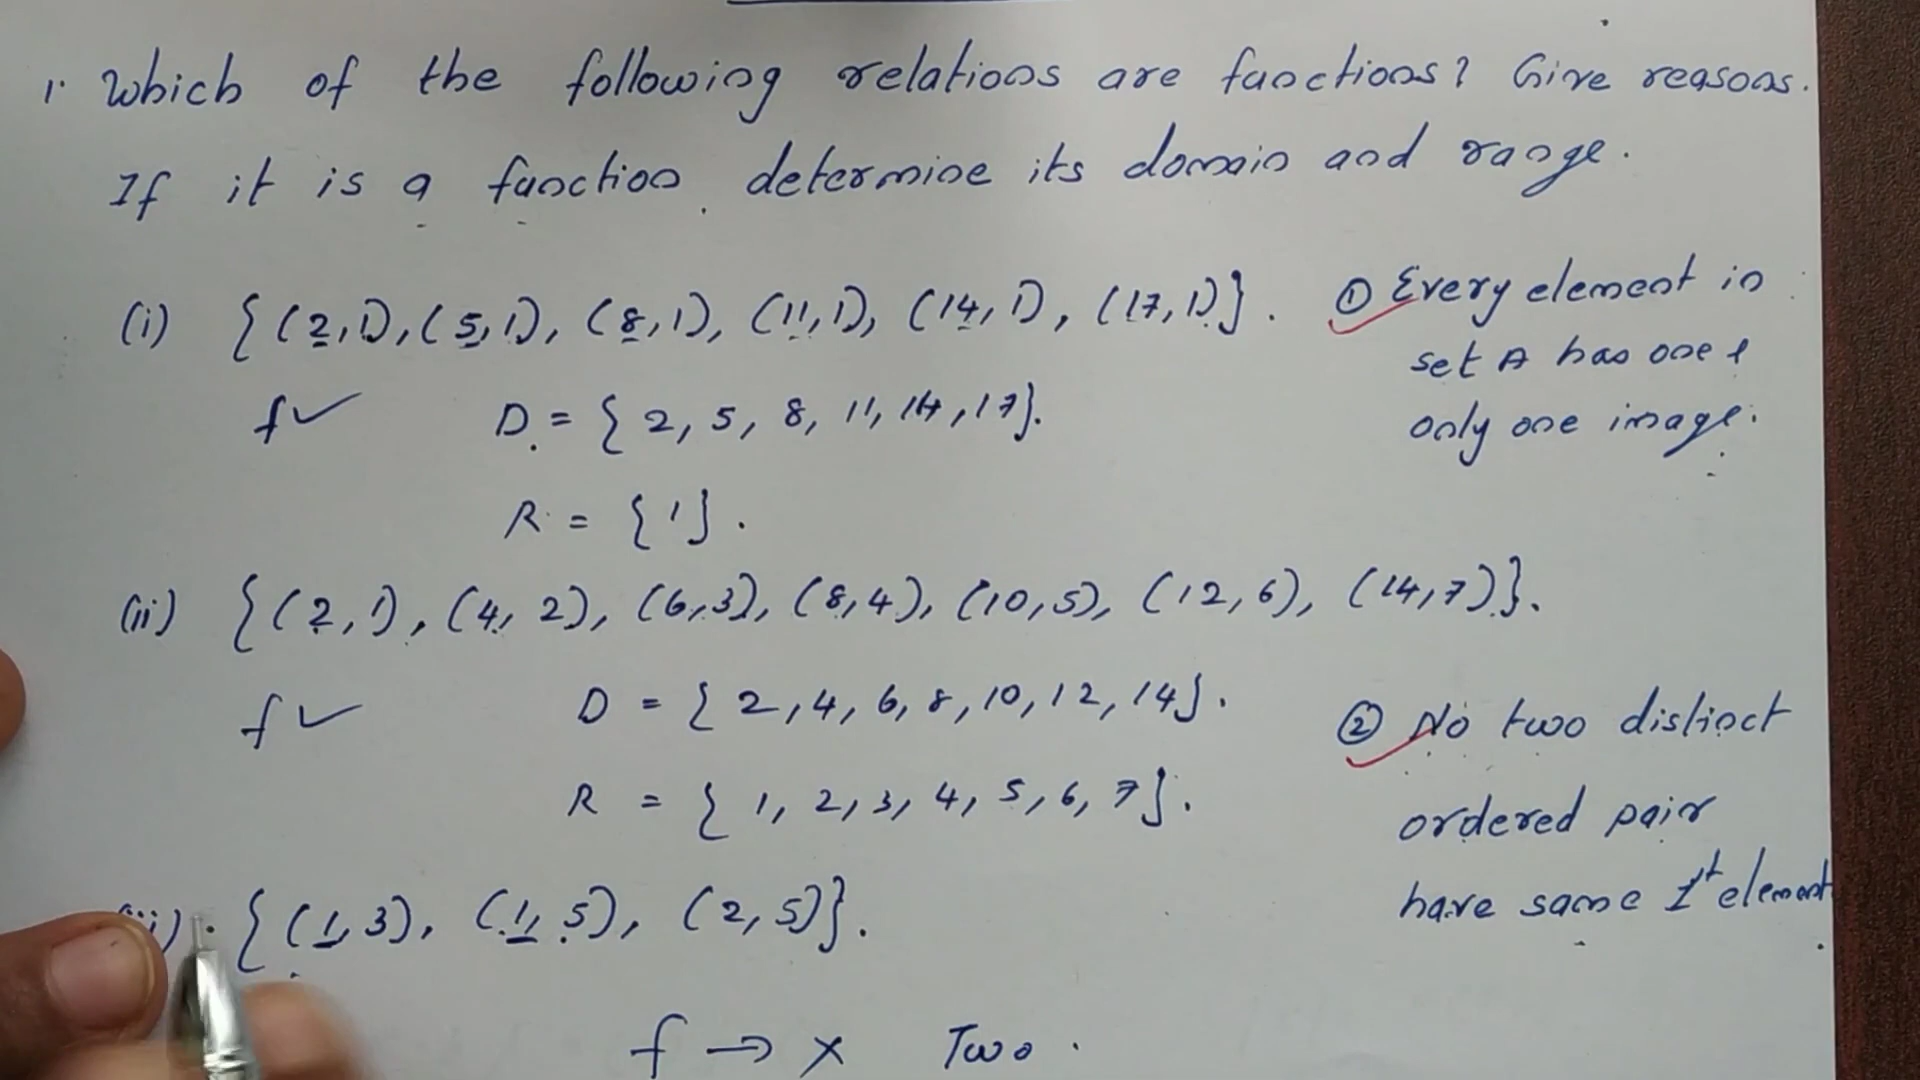 1. Which of the following relations are functions? Give reasons.
If it is a function determine its domain and range.
(i) {(2,1),(5,1), (8,1), (11,1), (14,1), (17,1)}.
① Every element in
set A has one &
only one image.
f✓ D = {2, 5, 8, 11, 14, 17}.
R = {1}.
(ii) {(2,1), (4,2), (6,3), (8,4), (10,5), (12,6), (14,7)}.
f✓ D = {2,4,6,8,10,12,14}.
R = {1,2,3,4,5,6,7}.
② No two distinct
ordered pair
have same 1st element
{(1,3), (1,5), (2,5)}.
f → x Two.